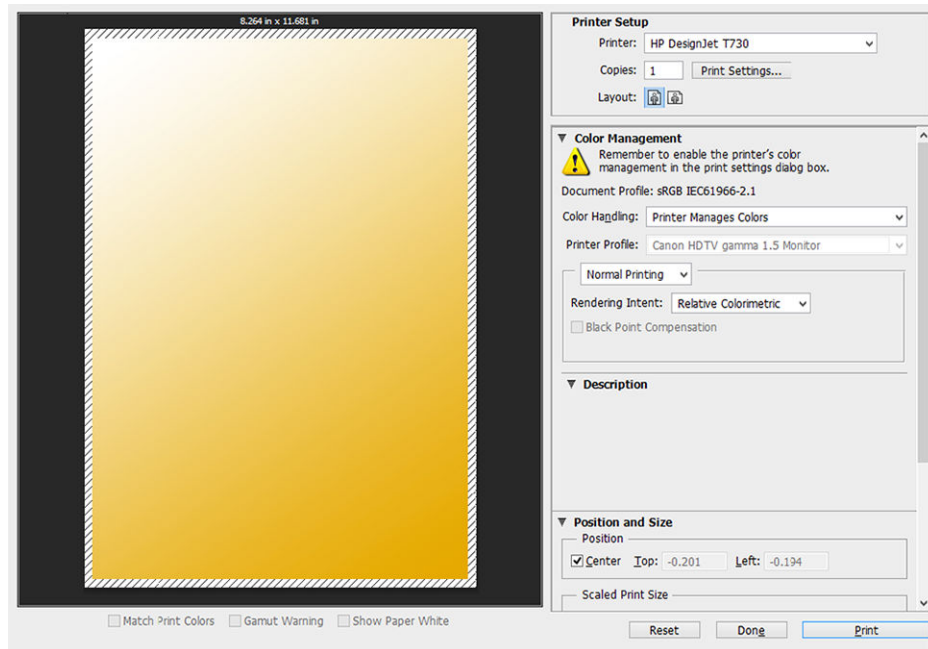 8.264 in x 11.681 in
Printer Setup
Printer: HP DesignJet T730
Copies: 1 Print Settings...
Layout:
Color Management
Remember to enable the printer's color
management in the print settings dialog box.
Document Profile: sRGB IEC61966-2.1
Color Handling: Printer Manages Colors
Printer Profile: Canon HDTV gamma 1.5 Monitor
Normal Printing
Rendering Intent: Relative Colorimetric
Black Point Compensation
Description
Position and Size
Position
Center Top: -0.201 Left: -0.194
Scaled Print Size
Match Print Colors Gamut Warning Show Paper White
Reset Done Print